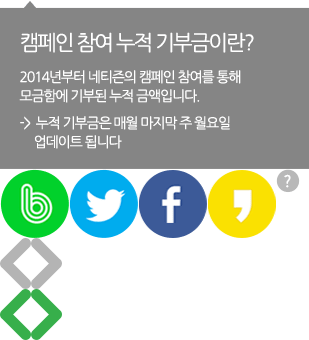 캠페인 참여 누적 기부금이란?
2014년부터 네티즌의 캠페인 참여를 통해
모금함에 기부된 누적 금액입니다.
-> 누적 기부금은 매월 마지막 주 월요일
업데이트 됩니다
?